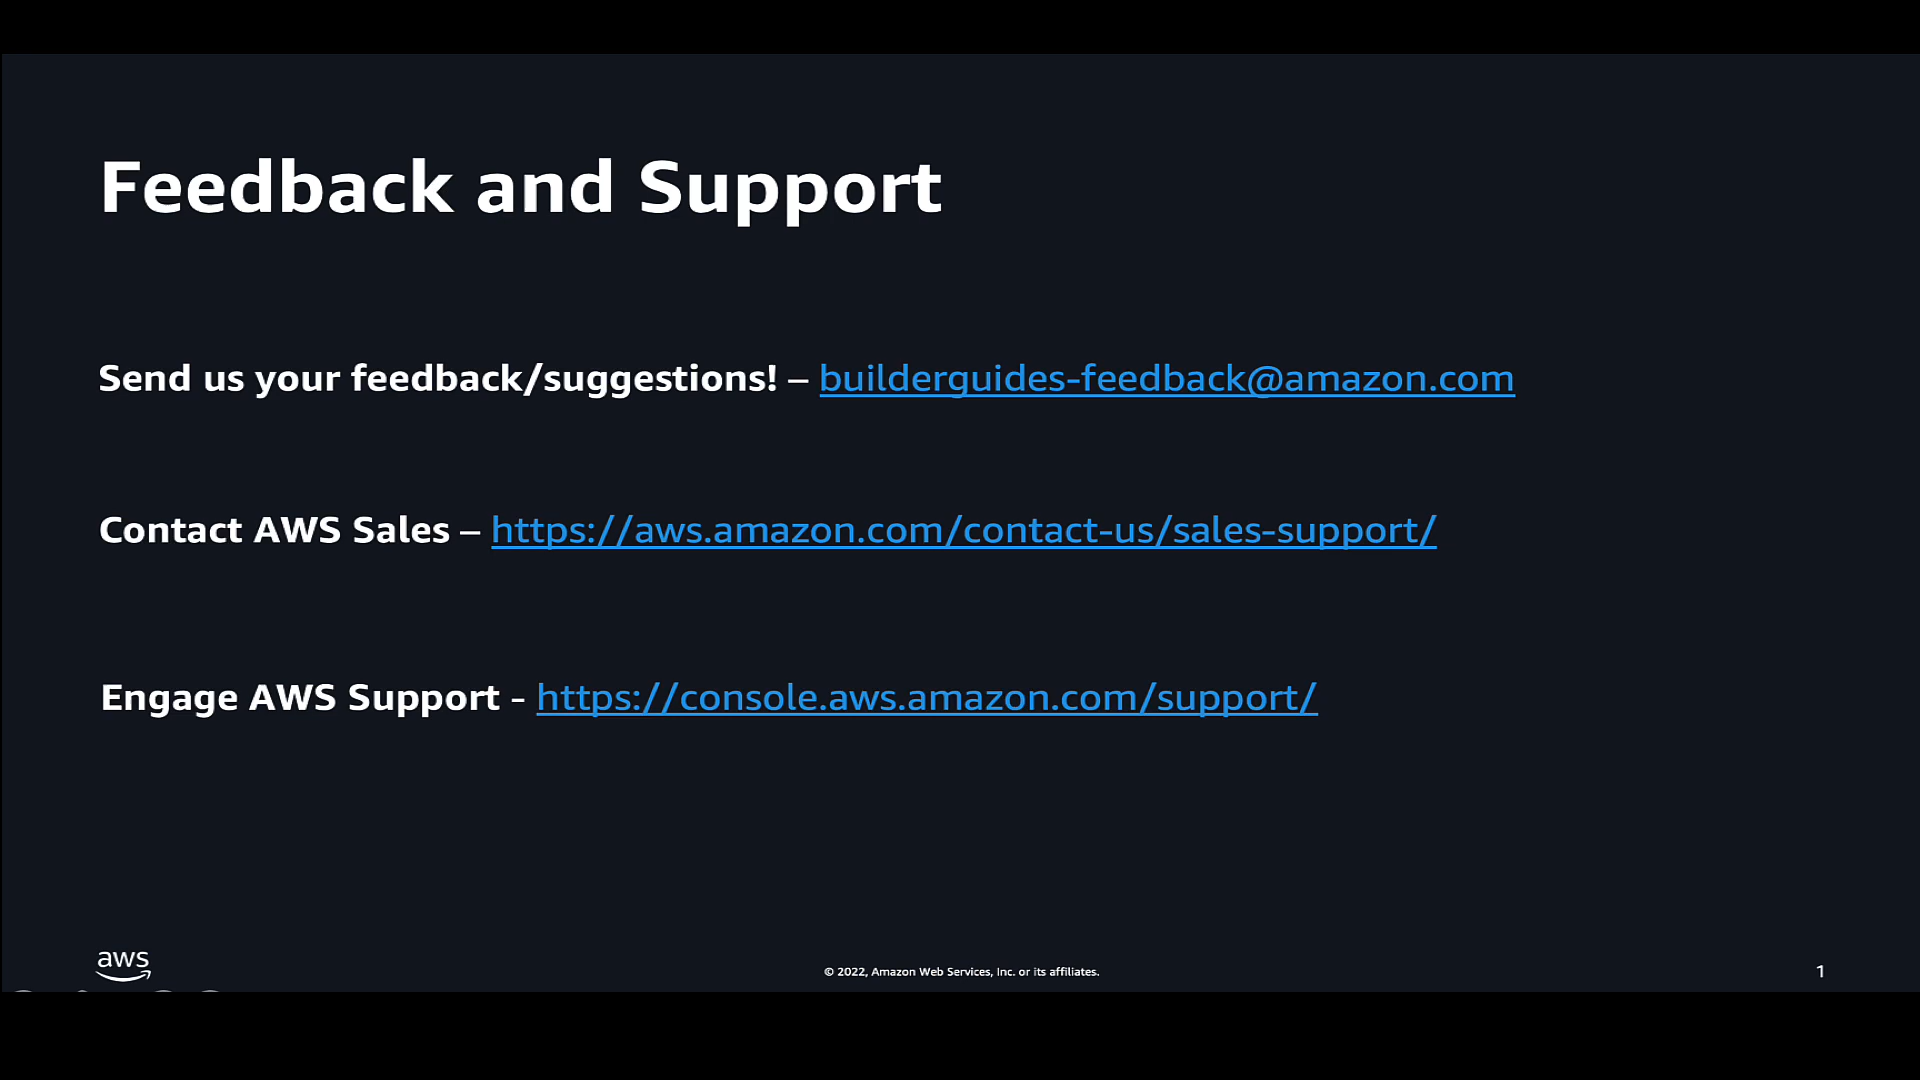 Feedback and Support
Send us your feedback/suggestions! – builderguides-feedback@amazon.com
Contact AWS Sales – https://aws.amazon.com/contact-us/sales-support/
Engage AWS Support - https://console.aws.amazon.com/support/
aws
© 2022, Amazon Web Services, Inc. or its affiliates.
1